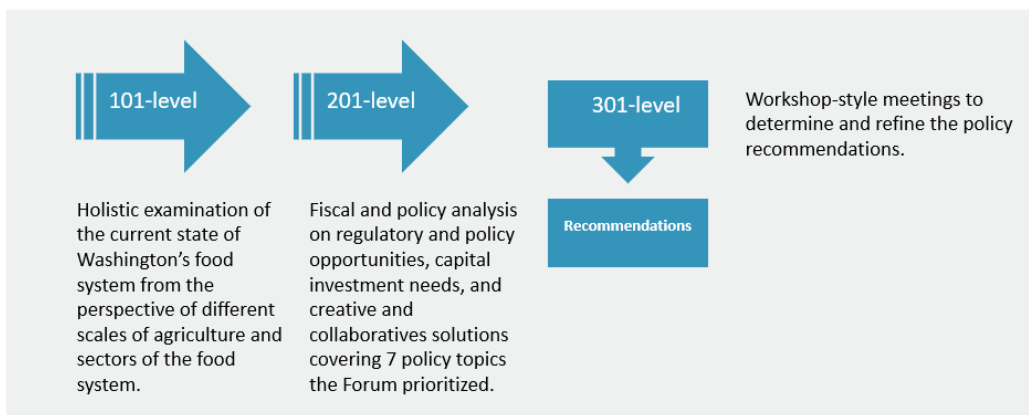 101-level
Holistic examination of
the current state of
Washington’s food
system from the
perspective of different
scales of agriculture and
sectors of the food
system.
201-level
Fiscal and policy analysis
on regulatory and policy
opportunities, capital
investment needs, and
creative and
collaboratives solutions
covering 7 policy topics
the Forum prioritized.
301-level
Recommendations
Workshop-style meetings to
determine and refine the policy
recommendations.